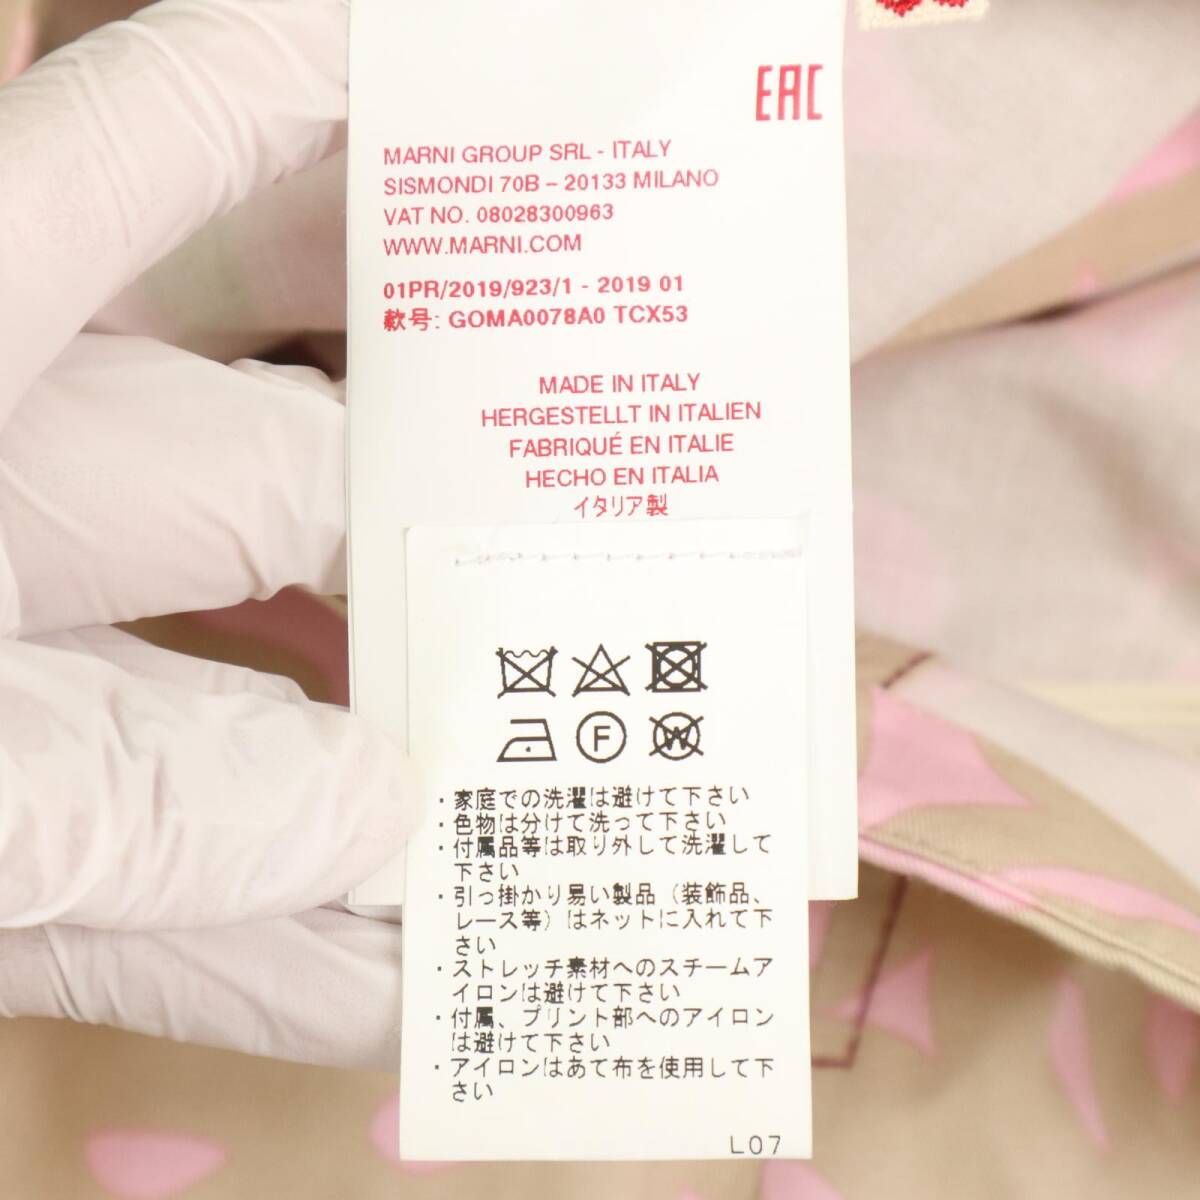 EAC
MARNI GROUP SRL - ITALY
SISMONDI 70B – 20133 MILANO
VAT NO. 08028300963
WWW.MARNI.COM
01PR/2019/923/1 - 2019 01
款号: GOMA0078A0 TCX53
MADE IN ITALY
HERGESTELLT IN ITALIEN
FABRIQUÉ EN ITALIE
HECHO EN ITALIA
イタリア製
F
W
・家庭での洗濯は避けて下さい
・色物は分けて洗って下さい
・付属品等は取り外して洗濯して
下さい
・引っ掛かり易い製品（装飾品、
レース等）はネットに入れて下
さい
・ストレッチ素材へのスチームア
イロンは避けて下さい
・付属、プリント部へのアイロン
は避けて下さい
・アイロンはあて布を使用して下
さい
L07